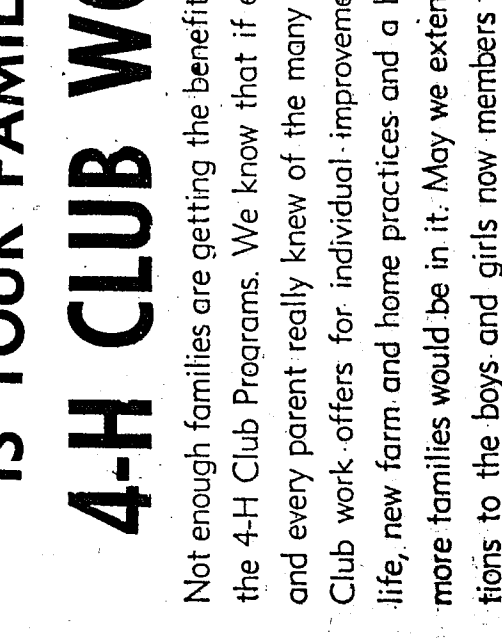 IS YOUR FAMIL
4-H CLUB WO
Not enough families are getting the benefit
the 4-H Club Programs. We know that if e
and every parent really knew of the many
Club work offers for individual improveme
life, new farm and home practices and a
more families would be in it. May we exten
tions to the boys and girls now members